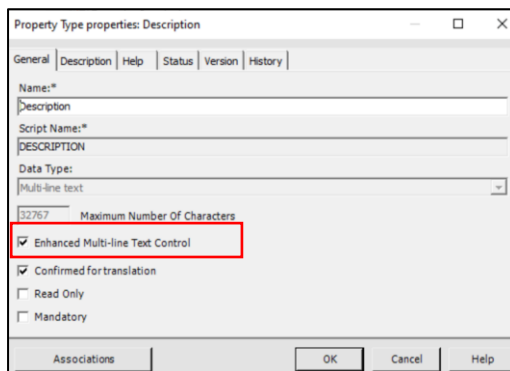 Property Type properties: Description
General Description Help Status Version History
Name:*
Description
Script Name:*
DESCRIPTION
Data Type:
Multi-line text
32767 Maximum Number Of Characters
Enhanced Multi-line Text Control
Confirmed for translation
Read Only
Mandatory
Associations OK Cancel Help